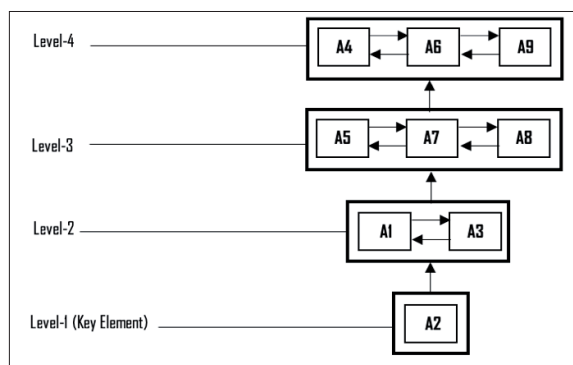 Level-4
A4 A6 A9
Level-3
A5 A7 A8
Level-2
A1 A3
Level-1 (Key Element)
A2